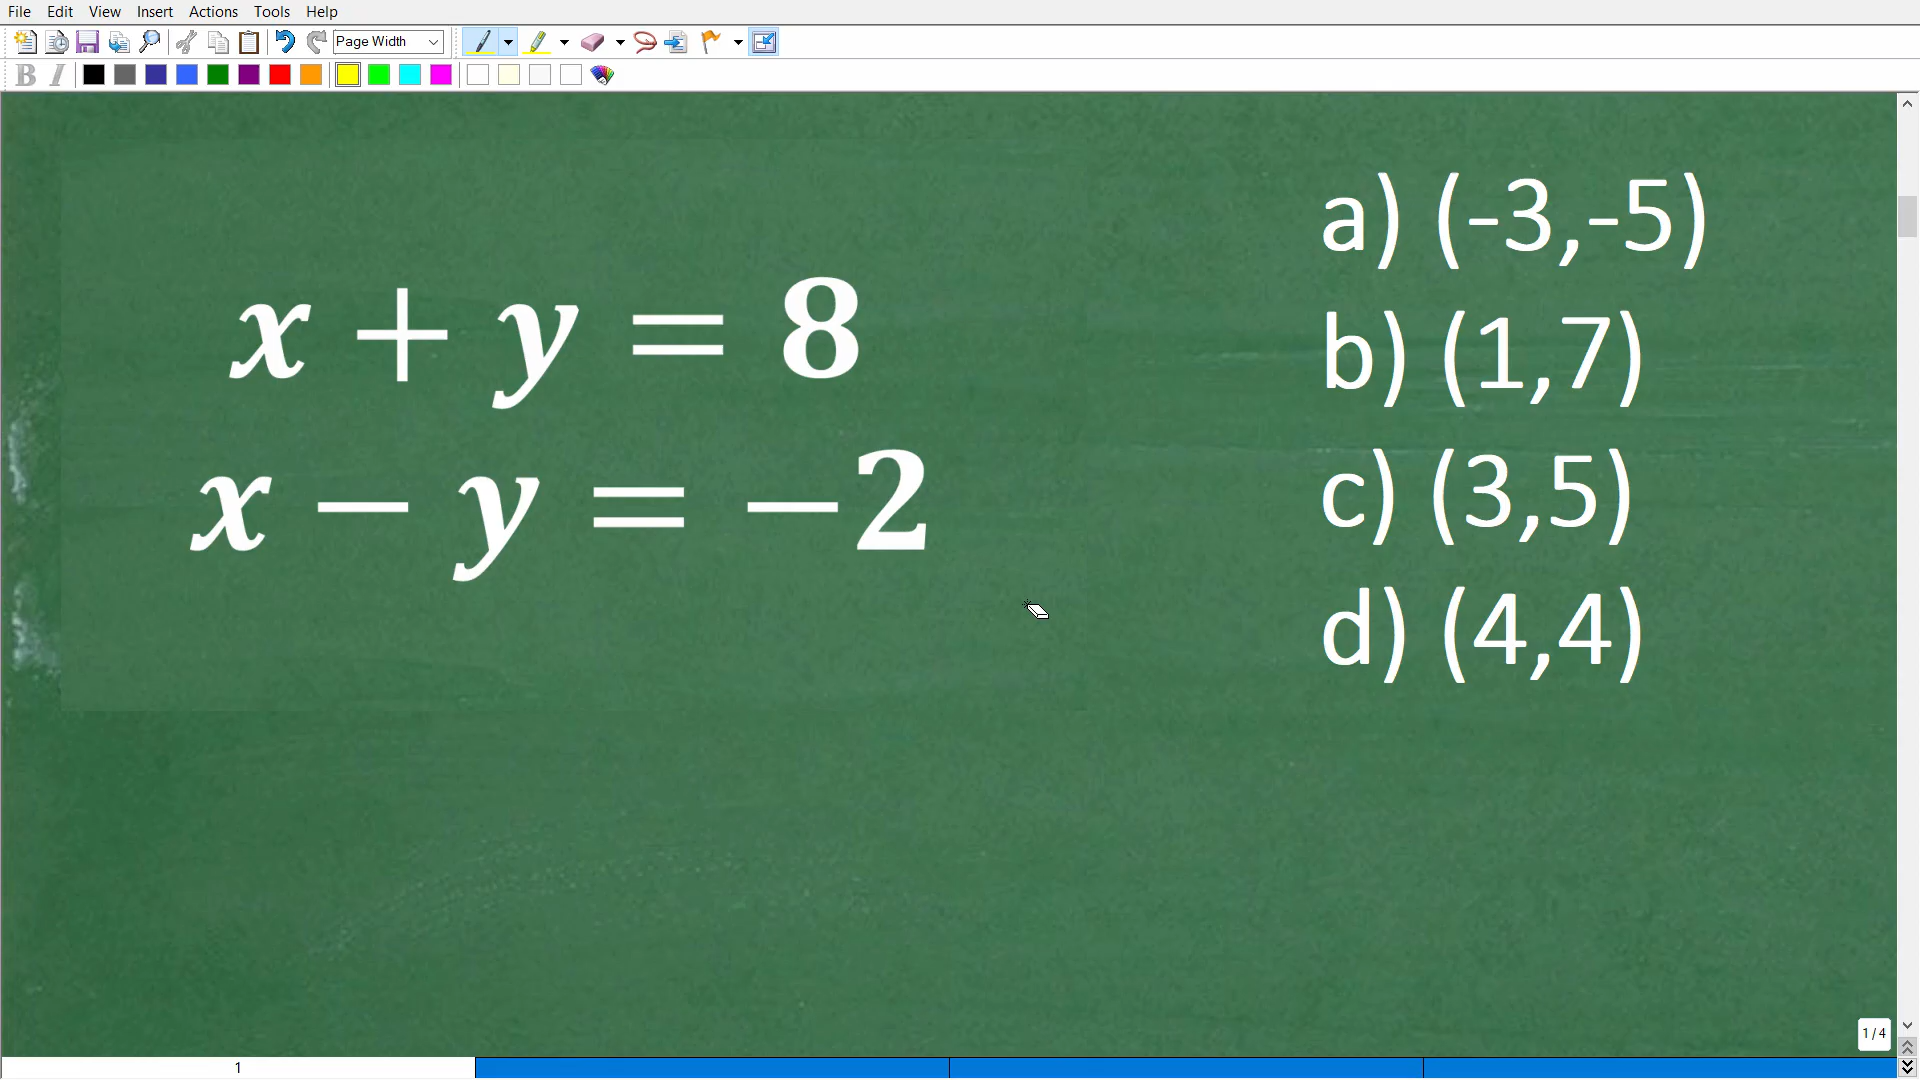 File Edit View Insert Actions Tools Help
Page Width
B I
x + y = 8
x − y = −2
a) (-3,-5)
b) (1,7)
c) (3,5)
d) (4,4)
1 / 4
1